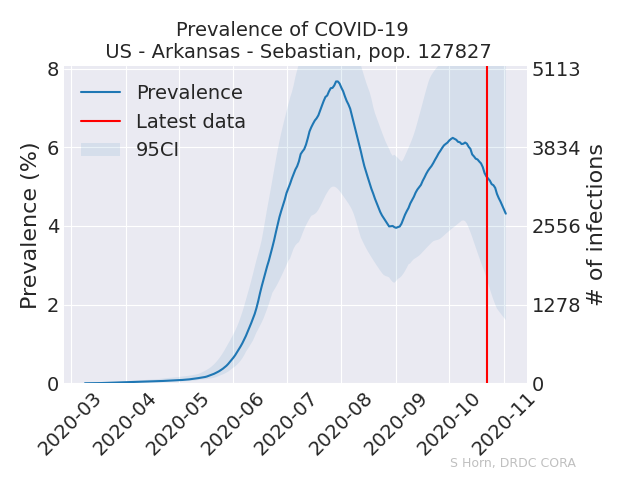 Prevalence of COVID-19
US - Arkansas - Sebastian, pop. 127827
Prevalence (%)
8
6
4
2
0
Prevalence
Latest data
95CI
5113
3834
2556
1278
0
# of infections
2020-03
2020-04
2020-05
2020-06
2020-07
2020-08
2020-09
2020-10
2020-11
S Horn, DRDC CORA